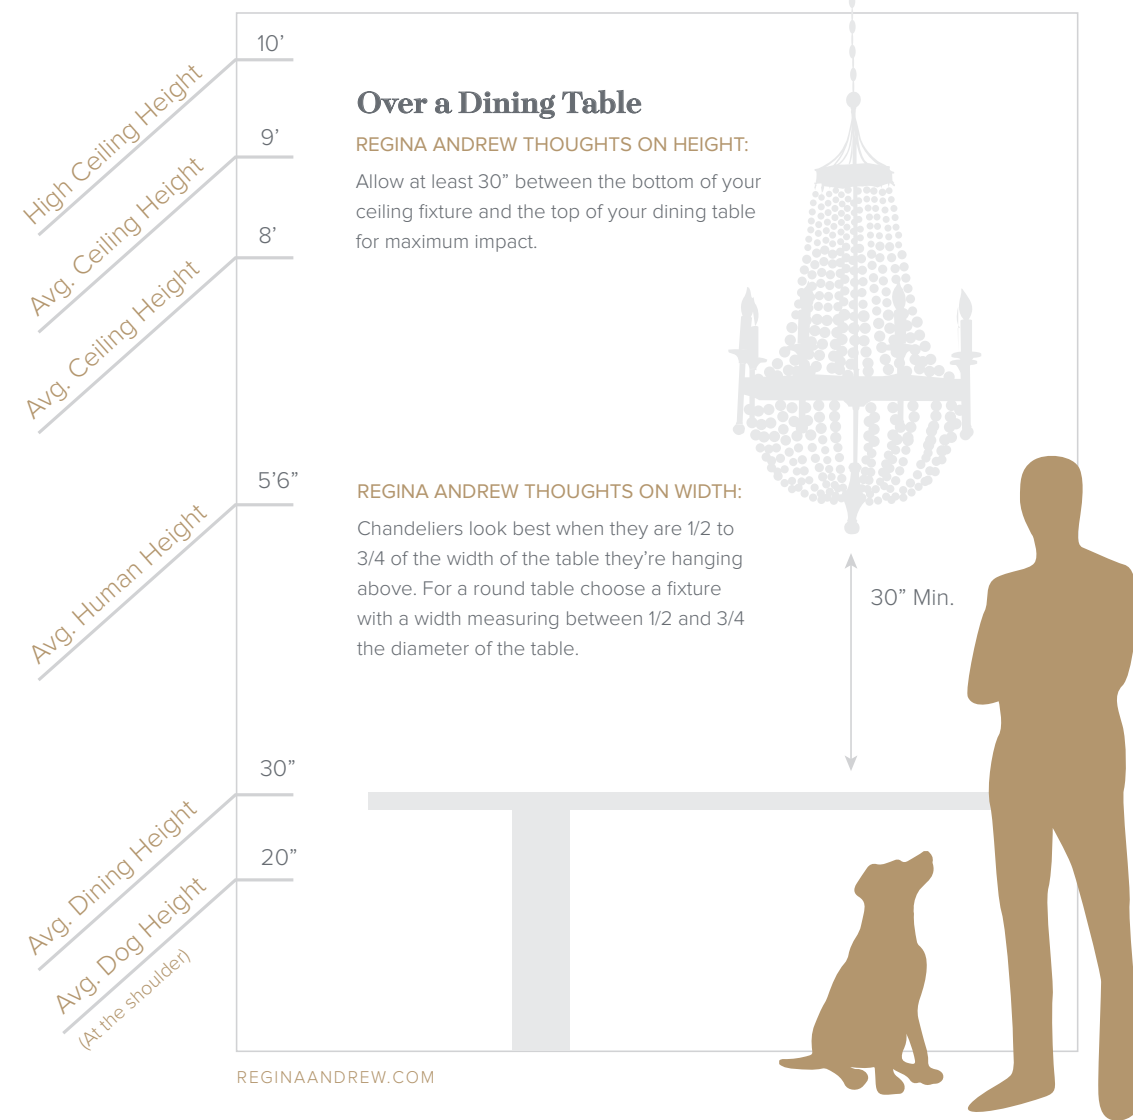 10’
High Ceiling Height
9’
Avg. Ceiling Height
8’
Avg. Ceiling Height
5’6”
Avg. Human Height
30”
Avg. Dining Height
20”
Avg. Dog Height
(At the shoulder)
Over a Dining Table
REGINA ANDREW THOUGHTS ON HEIGHT:
Allow at least 30” between the bottom of your
ceiling fixture and the top of your dining table
for maximum impact.
REGINA ANDREW THOUGHTS ON WIDTH:
Chandeliers look best when they are 1/2 to
3/4 of the width of the table they’re hanging
above. For a round table choose a fixture
with a width measuring between 1/2 and 3/4
the diameter of the table.
30” Min.
REGINAANDREW.COM